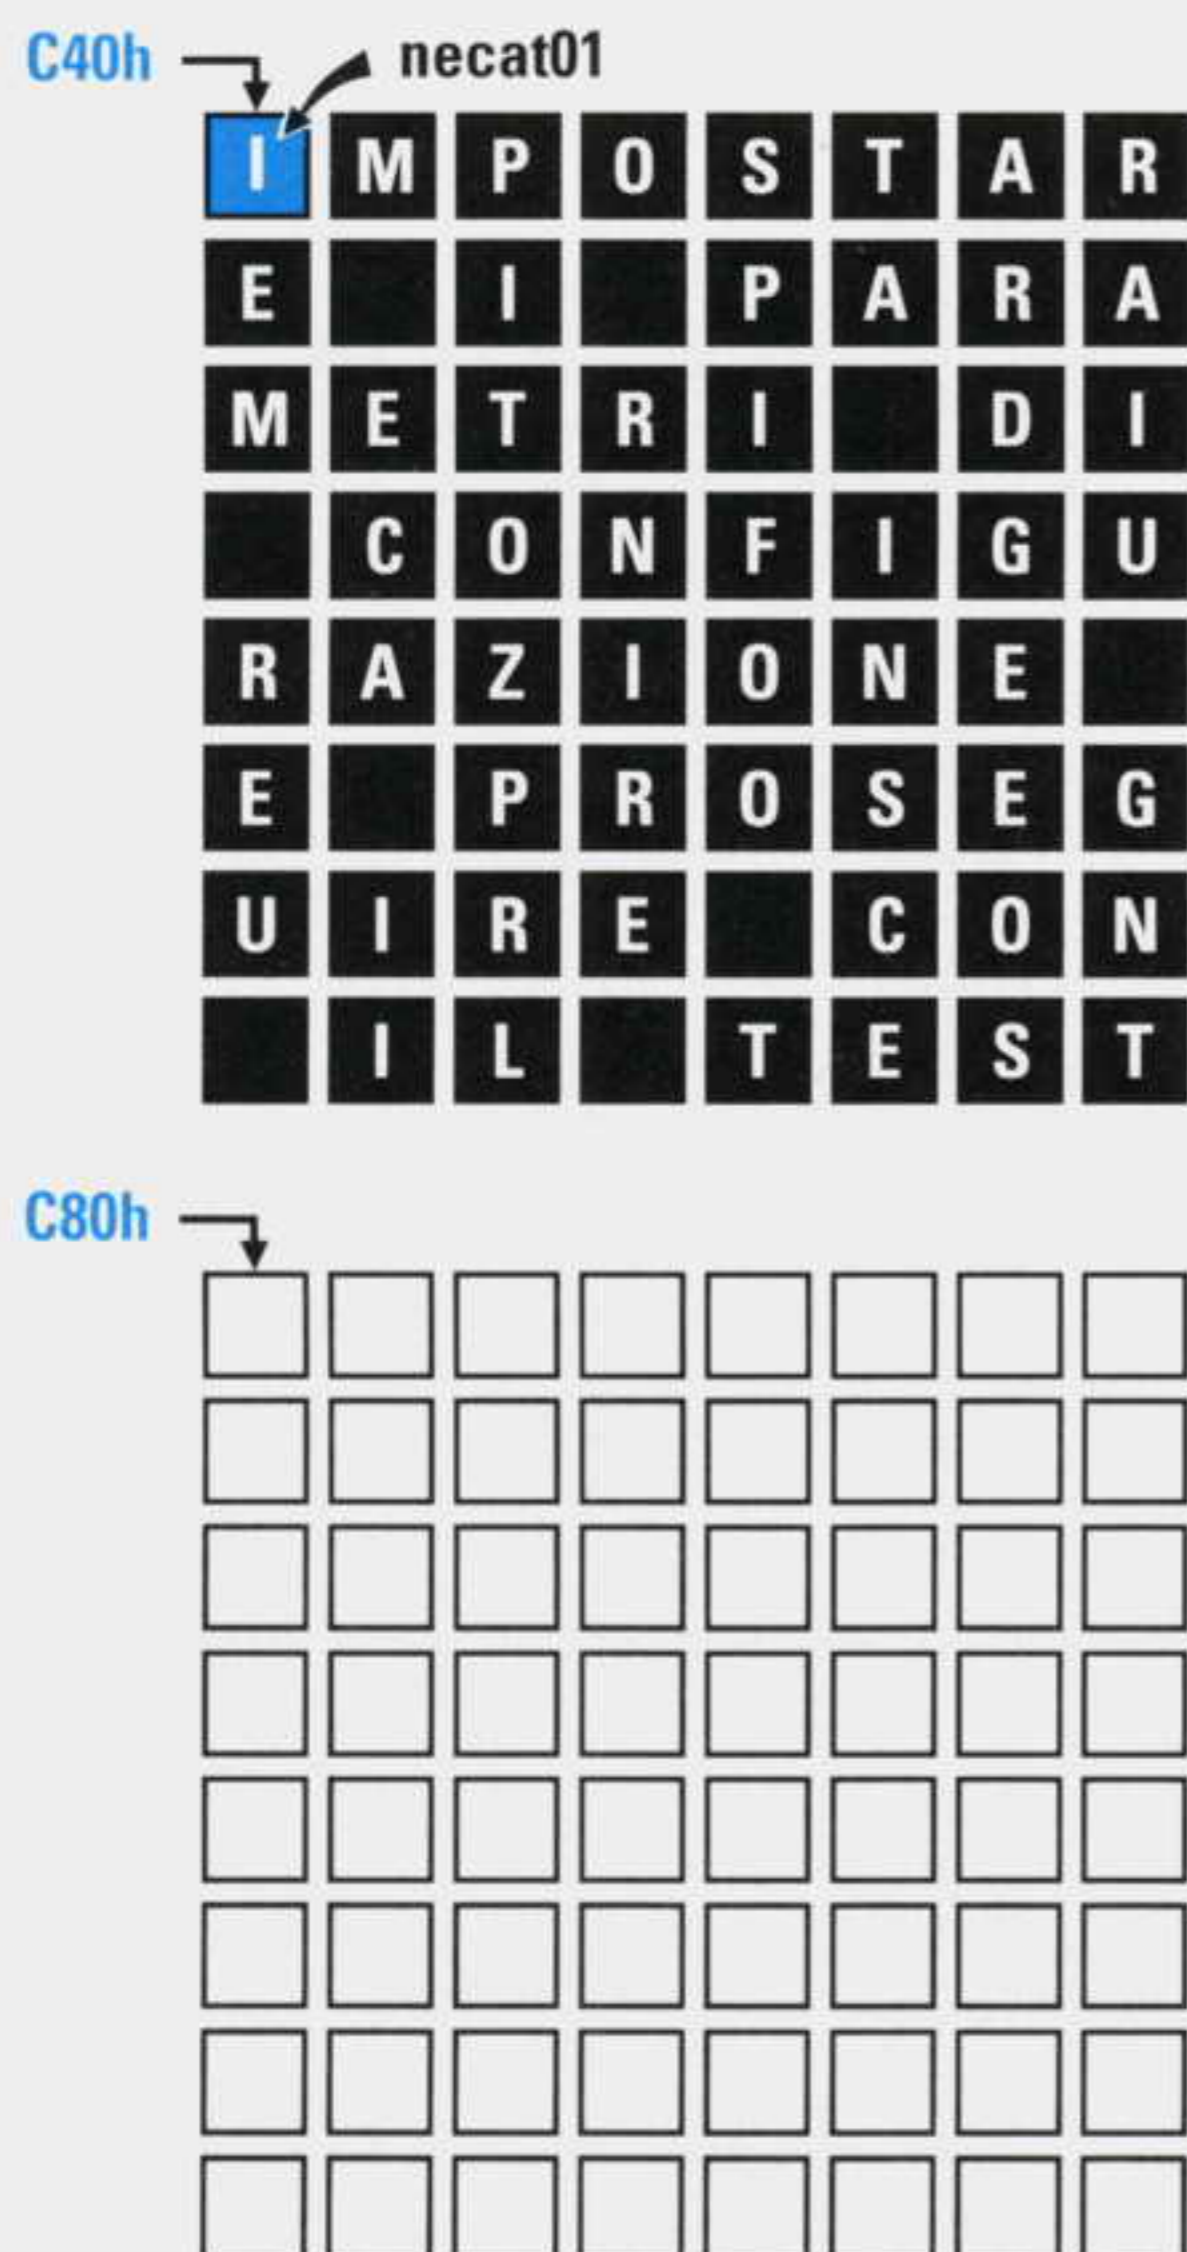 C40h necat01
I M P O S T A R
E I P A R A
M E T R I D I
C O N F I G U
R A Z I O N E
E P R O S E G
U I R E C O N
I L T E S T
C80h